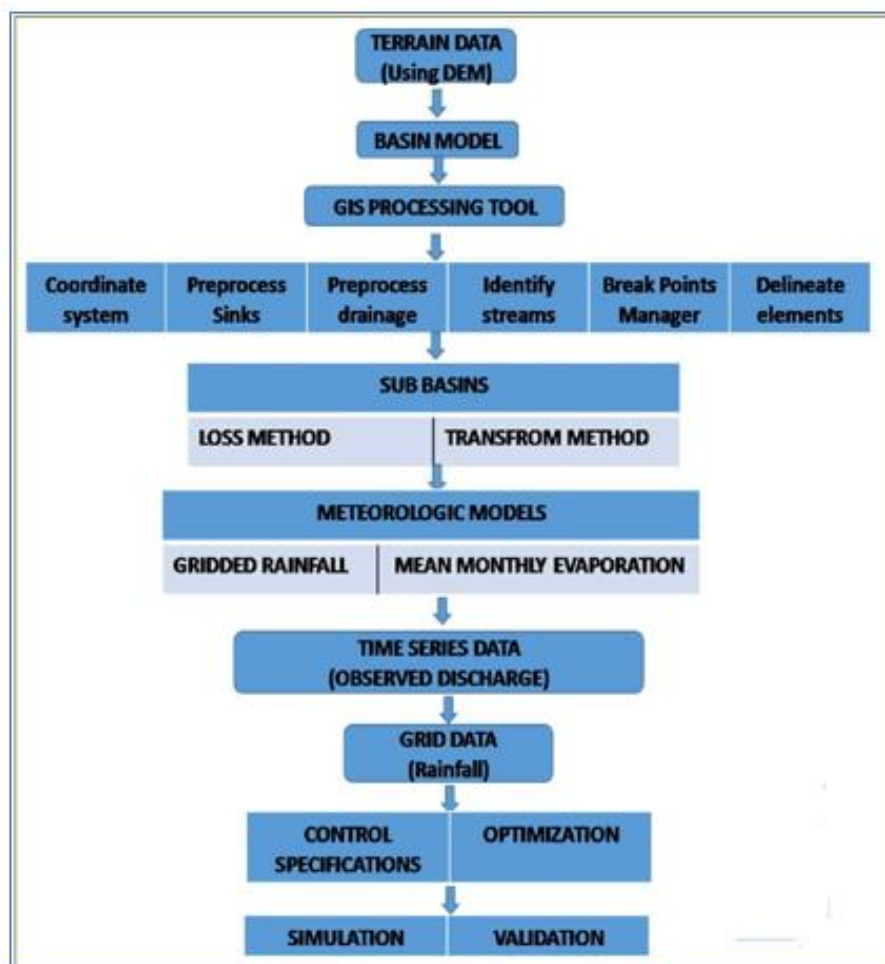 TERRAIN DATA
(Using DEM)
BASIN MODEL
GIS PROCESSING TOOL
Coordinate
system
Preprocess
Sinks
Preprocess
drainage
Identify
streams
Break Points
Manager
Delineate
elements
SUB BASINS
LOSS METHOD
TRANSFROM METHOD
METEOROLOGIC MODELS
GRIDDED RAINFALL
MEAN MONTHLY EVAPORATION
TIME SERIES DATA
(OBSERVED DISCHARGE)
GRID DATA
(Rainfall)
CONTROL
SPECIFICATIONS
OPTIMIZATION
SIMULATION
VALIDATION